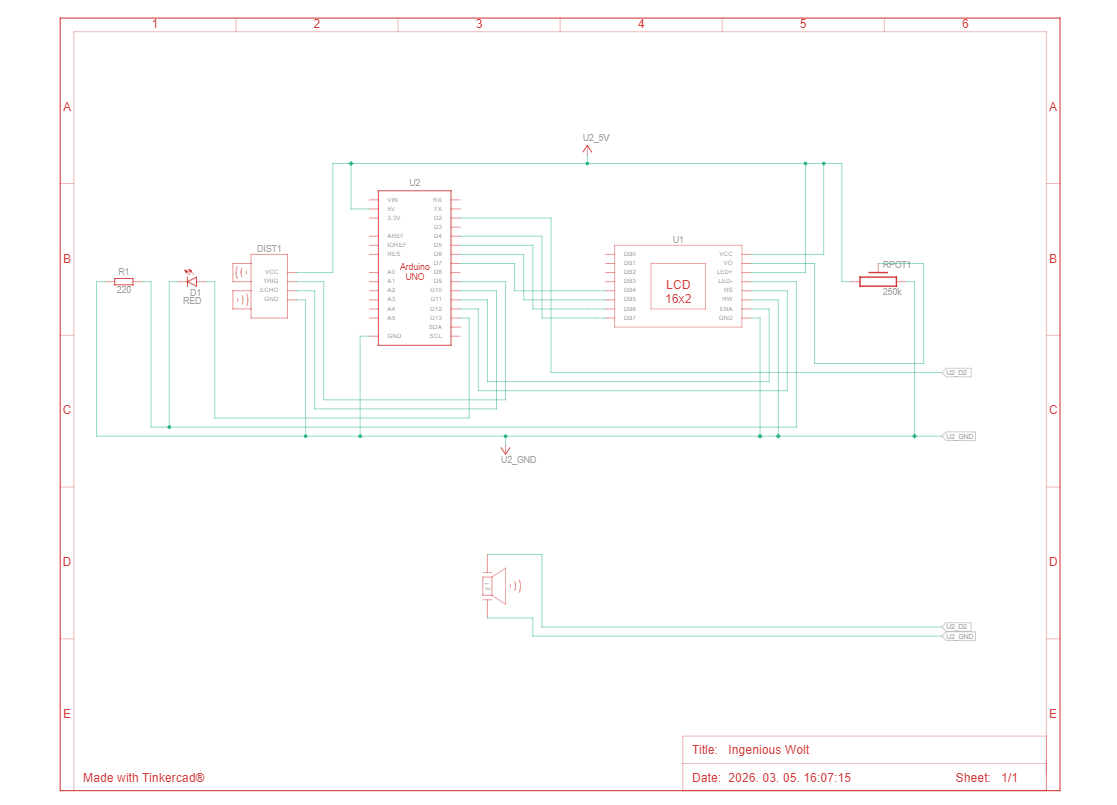 1 2 3 4 5 6
A A
U2_5V
U2
VIN RX
5V TX
3.3V D2
D3
AREF D4
IOREF D5
RES D6
D7
A0 D8
A1 D9
A2 D10
A3 D11
A4 D12
A5 D13
SDA
GND SCL
Arduino
UNO
B B
DIST1
VCC
TRIG
ECHO
GND
R1
220
D1
RED
U1
DB0 VCC
DB1 VO
DB2 LED+
DB3 LED-
DB4 RS
DB5 RW
DB6 ENA
DB7 GND
LCD
16x2
RPOT1
250k
U2_D2
C C
U2_GND
U2_GND
D D
U2_D2
U2_GND
E E
Title: Ingenious Wolt
Made with Tinkercad®
Date: 2026. 03. 05. 16:07:15 Sheet: 1/1